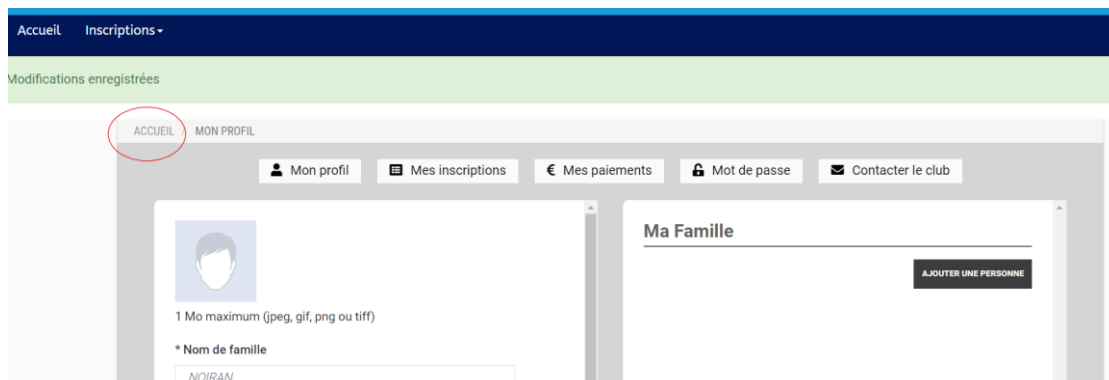 Accueil Inscriptions
Modifications enregistrées
ACCUEIL / MON PROFIL
Mon profil Mes inscriptions € Mes paiements Mot de passe Contacter le club
Ma Famille
AJOUTER UNE PERSONNE
1 Mo maximum (jpeg, gif, png ou tiff)
* Nom de famille
NOIRAN